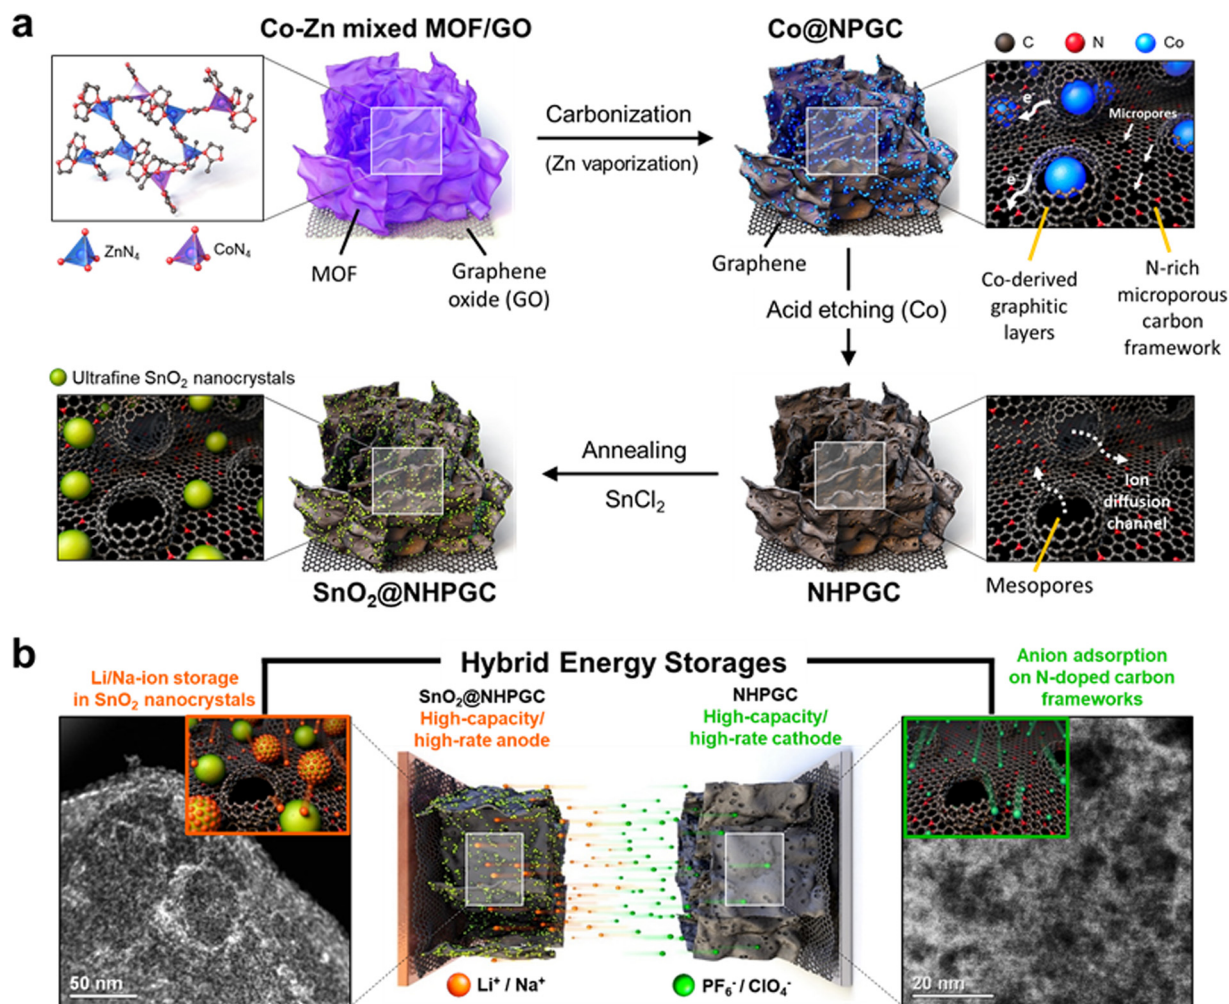 a
Co-Zn mixed MOF/GO
Co@NPGC
C
N
Co
Carbonization
(Zn vaporization)
e⁻
Micropores
e⁻
ZnN₄
CoN₄
MOF
Graphene
oxide (GO)
Graphene
Co-derived
graphitic
layers
N-rich
microporous
carbon
framework
Acid etching (Co)
Ultrafine SnO₂ nanocrystals
Annealing
SnCl₂
Ion
diffusion
channel
Mesopores
SnO₂@NHPGC
NHPGC
b
Hybrid Energy Storages
Li/Na-ion storage
in SnO₂ nanocrystals
SnO₂@NHPGC
High-capacity/
high-rate anode
NHPGC
High-capacity/
high-rate cathode
Anion adsorption
on N-doped carbon
frameworks
50 nm
Li⁺ / Na⁺
PF₆⁻ / ClO₄⁻
20 nm